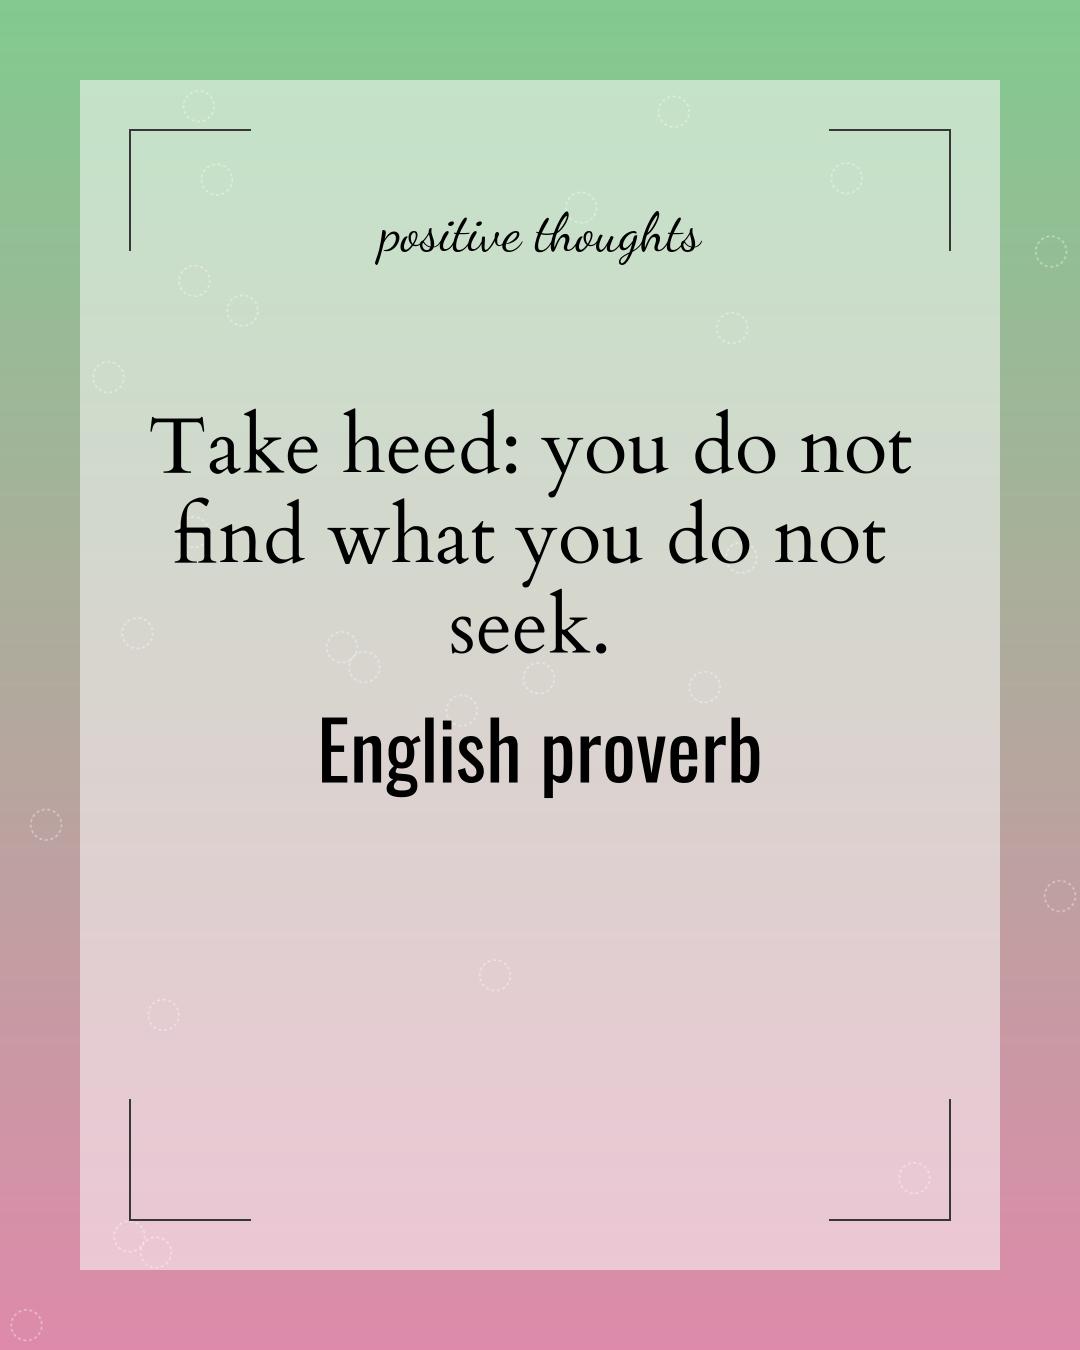 positive thoughts
Take heed: you do not
find what you do not
seek.
English proverb